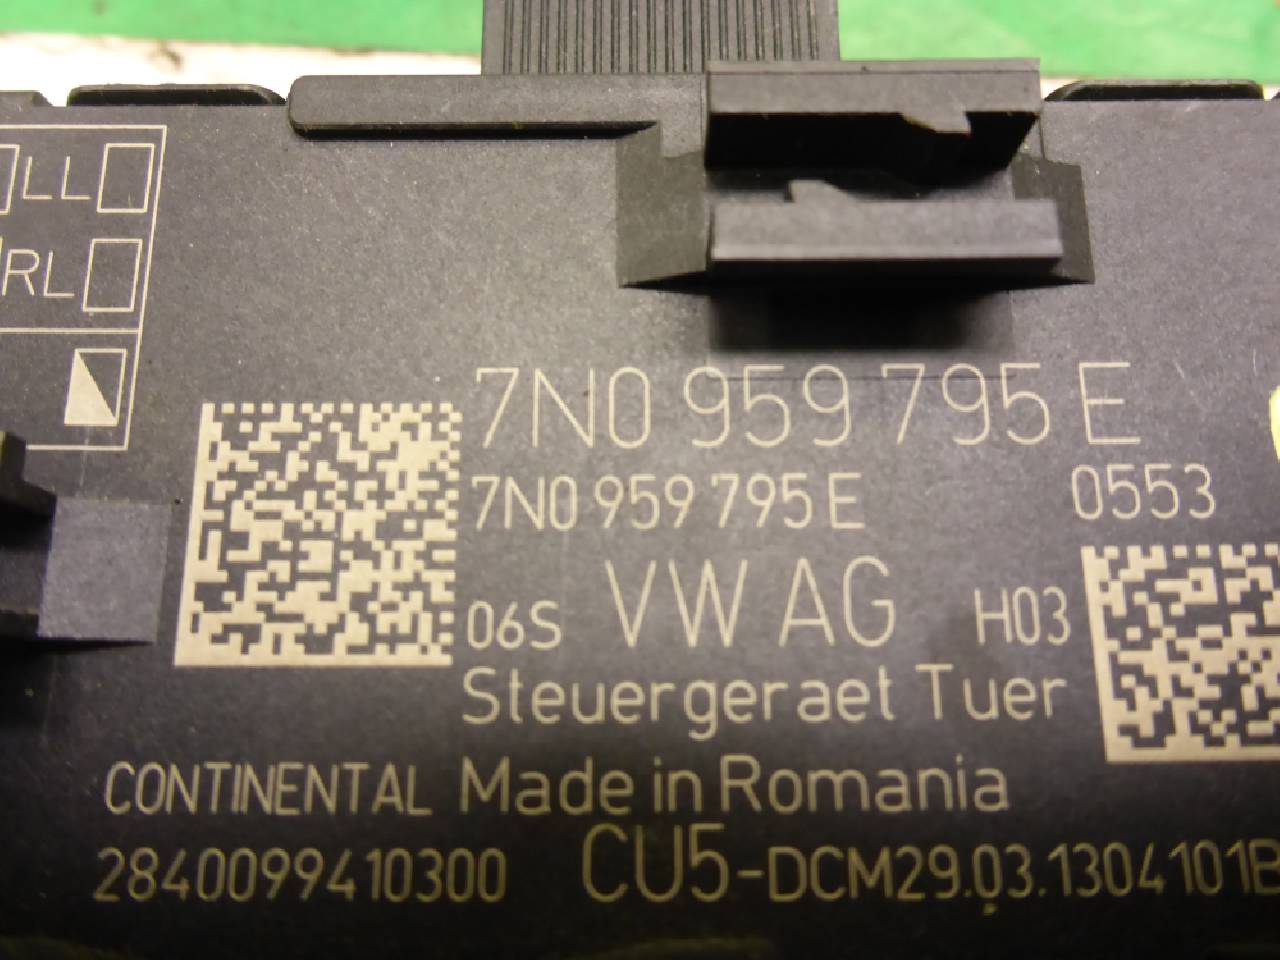 LL
RL
7N0 959 795 E
7N0 959 795 E 0553
06S VW AG H03
Steuergeraet Tuer
CONTINENTAL Made in Romania
2840099410300 CU5-DCM29.03.1304101B